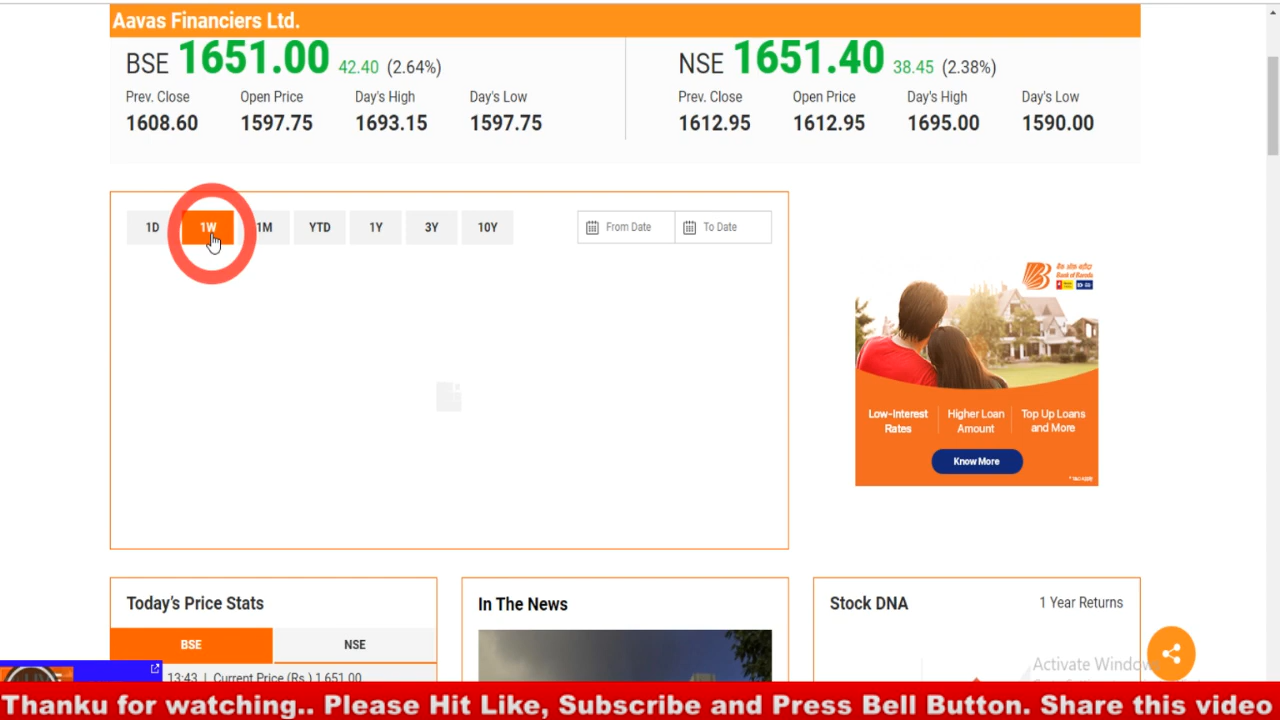 Aavas Financiers Ltd.
BSE 1651.00 42.40 (2.64%)
Prev. Close Open Price Day's High Day's Low
1608.60 1597.75 1693.15 1597.75
NSE 1651.40 38.45 (2.38%)
Prev. Close Open Price Day's High Day's Low
1612.95 1612.95 1695.00 1590.00
1D 1W 1M YTD 1Y 3Y 10Y From Date To Date
Bank of Baroda
Low-Interest Rates
Higher Loan Amount
Top Up Loans and More
Know More
Today's Price Stats
BSE NSE
13:43 | Current Price (Rs.) 1,651.00
In The News
Stock DNA 1 Year Returns
Activate Windows
Thanku for watching.. Please Hit Like, Subscribe and Press Bell Button. Share this video